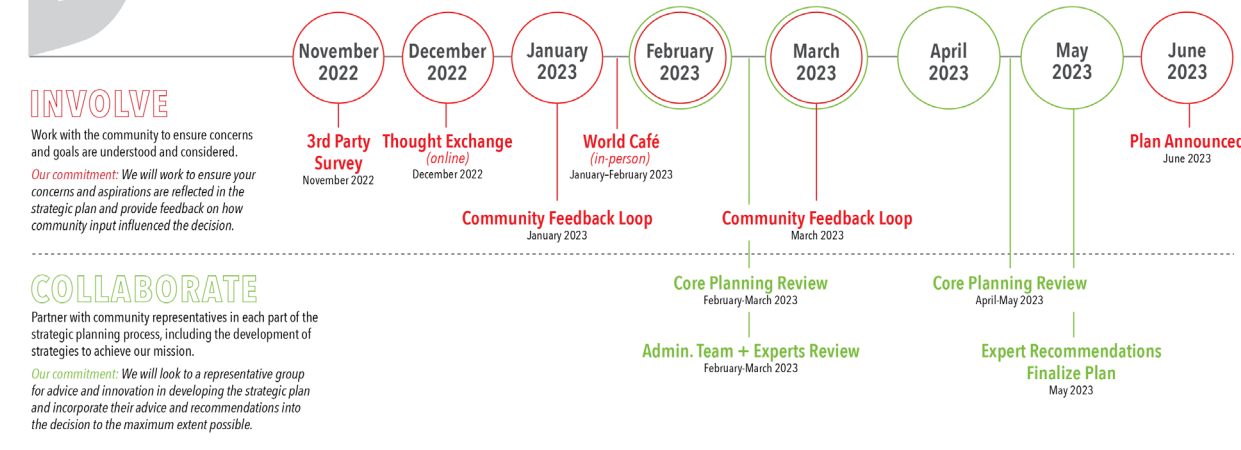 November
2022
December
2022
January
2023
February
2023
March
2023
April
2023
May
2023
June
2023
INVOLVE
Work with the community to ensure concerns
and goals are understood and considered.
Our commitment: We will work to ensure your
concerns and aspirations are reflected in the
strategic plan and provide feedback on how
community input influenced the decision.
3rd Party
Survey
November 2022
Thought Exchange
(online)
December 2022
World Café
(in-person)
January–February 2023
Plan Announced
June 2023
Community Feedback Loop
January 2023
Community Feedback Loop
March 2023
COLLABORATE
Partner with community representatives in each part of the
strategic planning process, including the development of
strategies to achieve our mission.
Our commitment: We will look to a representative group
for advice and innovation in developing the strategic plan
and incorporate their advice and recommendations into
the decision to the maximum extent possible.
Core Planning Review
February-March 2023
Core Planning Review
April-May 2023
Admin. Team + Experts Review
February-March 2023
Expert Recommendations
Finalize Plan
May 2023